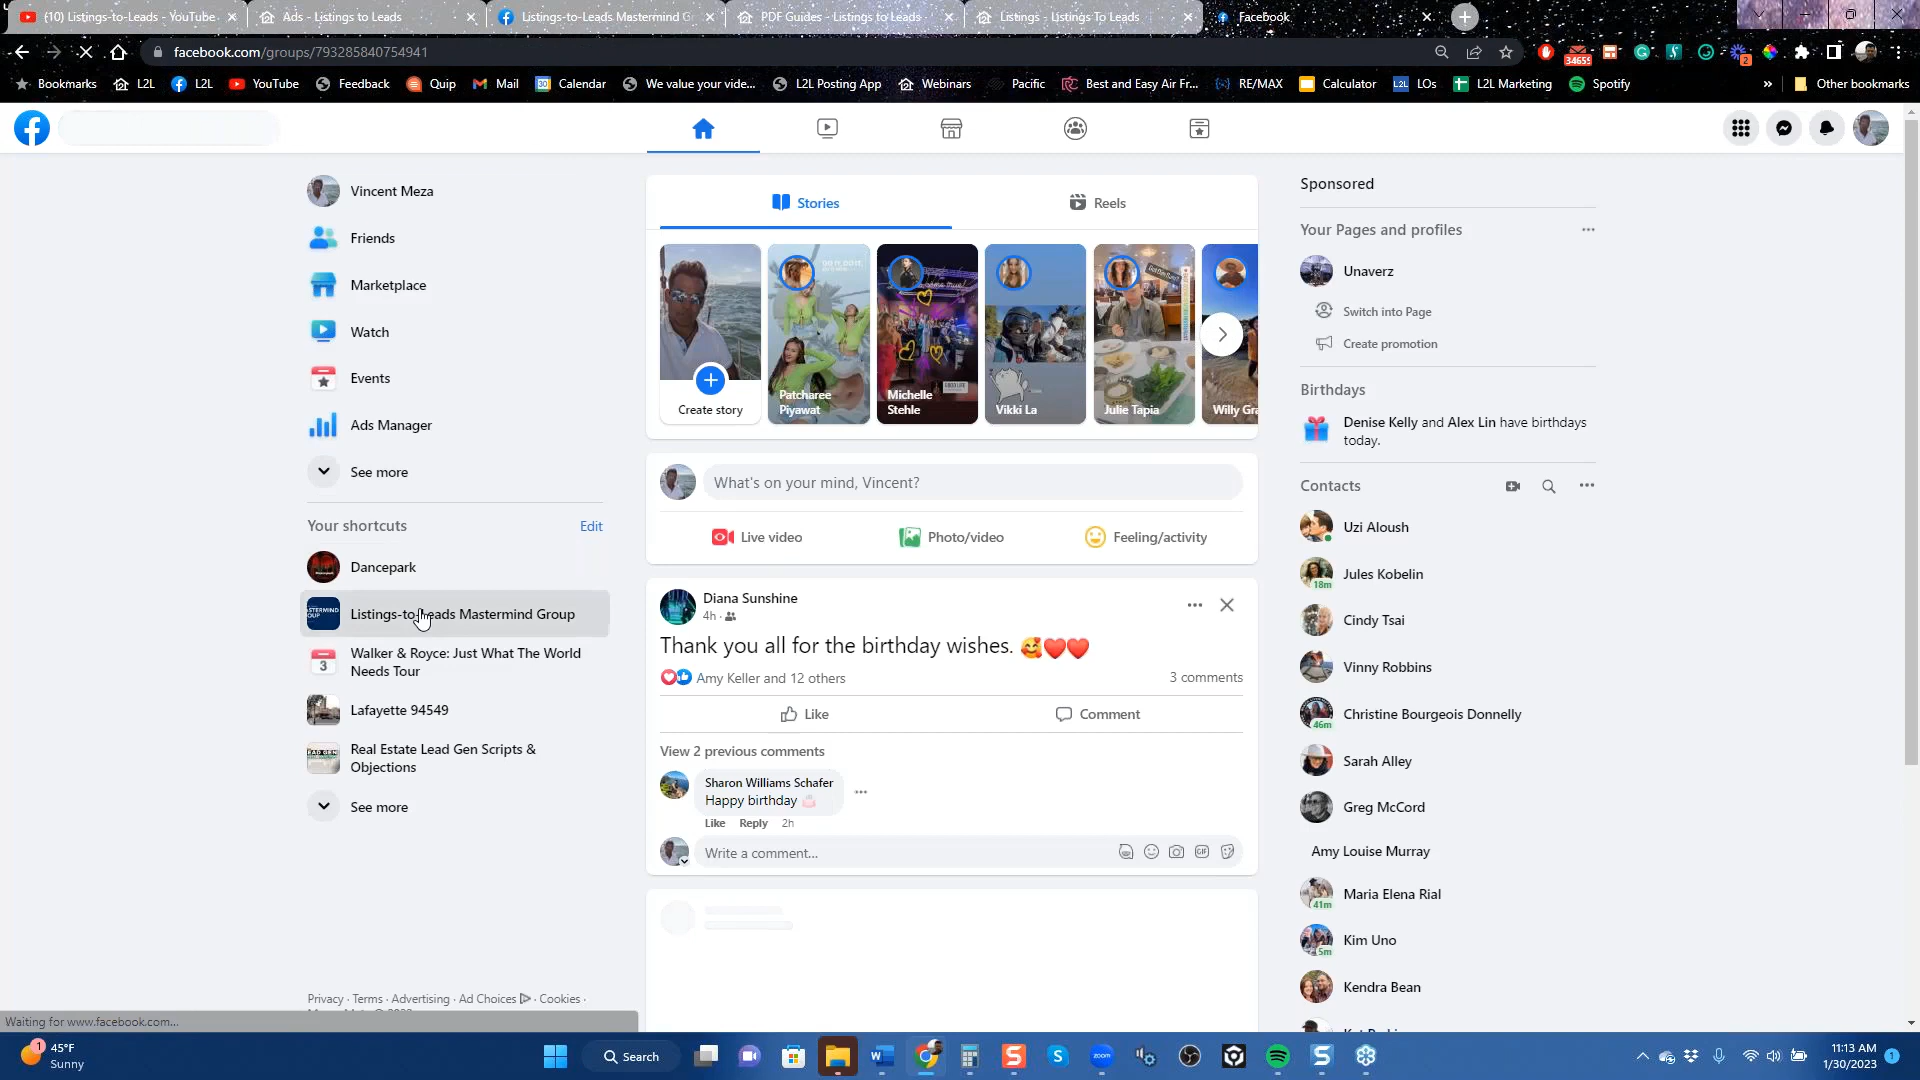 (10) Listings-to-Leads - YouTube
Ads - Listings to Leads
Listings-to-Leads Mastermind G
PDF Guides - Listings to Leads
Listings - Listings To Leads
Facebook
facebook.com/groups/793285840754941
34655
2
Bookmarks
L2L
L2L
YouTube
Feedback
Quip
Mail
Calendar
We value your vide...
L2L Posting App
Webinars
Pacific
Best and Easy Air Fr...
RE/MAX
Calculator
LOs
L2L Marketing
Spotify
»
Other bookmarks
Vincent Meza
Friends
Marketplace
Watch
Events
Ads Manager
See more
Your shortcuts
Edit
Dancepark
Listings-to-Leads Mastermind Group
Walker & Royce: Just What The World
Needs Tour
Lafayette 94549
Real Estate Lead Gen Scripts &
Objections
See more
Privacy · Terms · Advertising · Ad Choices · Cookies ·
Waiting for www.facebook.com...
Stories
Reels
Create story
Patcharee
Piyawat
Michelle
Stehle
Vikki La
Julie Tapia
Willy Gra
What's on your mind, Vincent?
Live video
Photo/video
Feeling/activity
Diana Sunshine
4h ·
Thank you all for the birthday wishes. 🥰❤️❤️
Amy Keller and 12 others
3 comments
Like
Comment
View 2 previous comments
Sharon Williams Schafer
Happy birthday 🎂
Like Reply 2h
Write a comment...
Sponsored
Your Pages and profiles
Unaverz
Switch into Page
Create promotion
Birthdays
Denise Kelly and Alex Lin have birthdays
today.
Contacts
Uzi Aloush
Jules Kobelin
18m
Cindy Tsai
Vinny Robbins
Christine Bourgeois Donnelly
46m
Sarah Alley
Greg McCord
Amy Louise Murray
Maria Elena Rial
41m
Kim Uno
5m
Kendra Bean
45°F
Sunny
Search
11:13 AM
1/30/2023